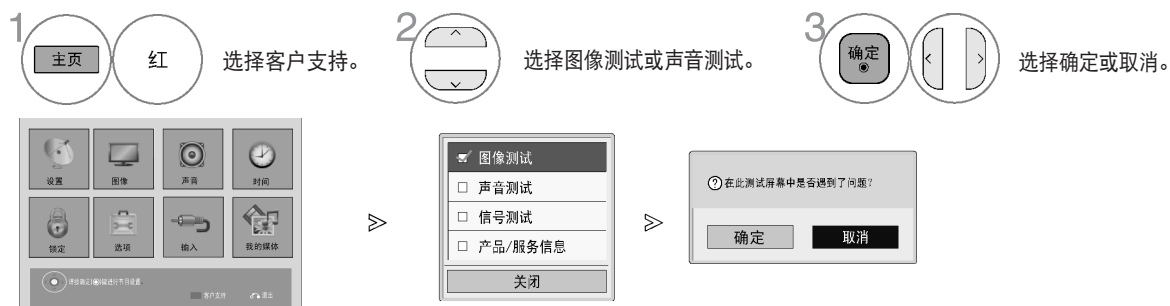 1
主页
红
选择客户支持。
2
选择图像测试或声音测试。
3
确定
选择确定或取消。
设置
图像
声音
时间
锁定
选项
输入
我的媒体
客户支持
退出
图像测试
声音测试
信号测试
产品/服务信息
关闭
在此测试屏幕中是否遇到了问题?
确定
取消